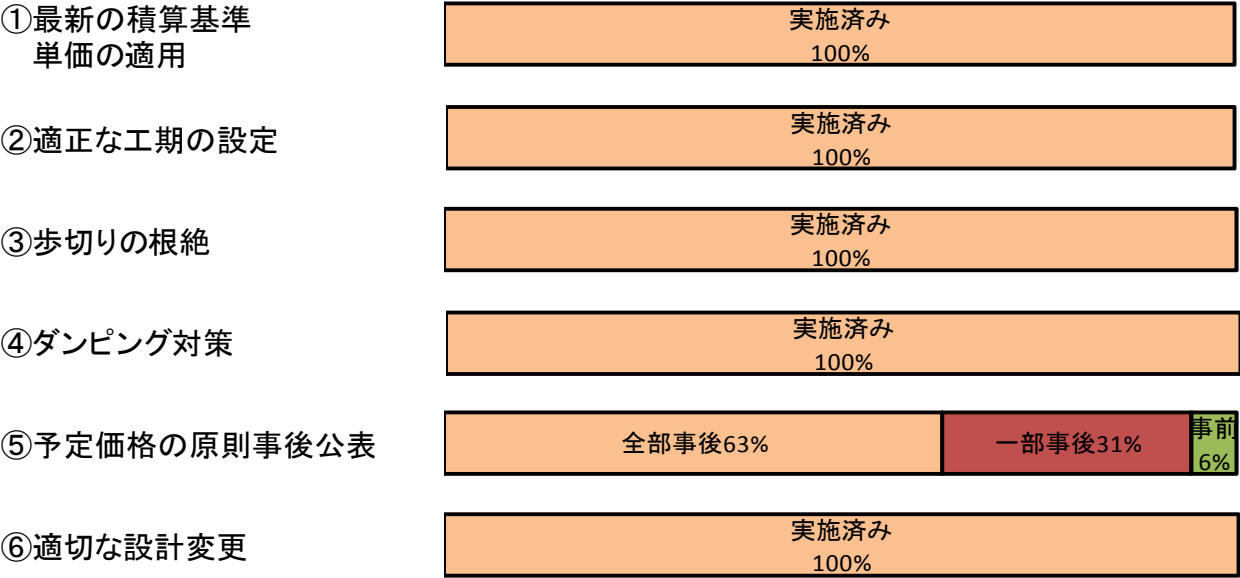 ①最新の積算基準
単価の適用
実施済み
100%
②適正な工期の設定
実施済み
100%
③歩切りの根絶
実施済み
100%
④ダンピング対策
実施済み
100%
⑤予定価格の原則事後公表
全部事後63%
一部事後31%
事前
6%
⑥適切な設計変更
実施済み
100%